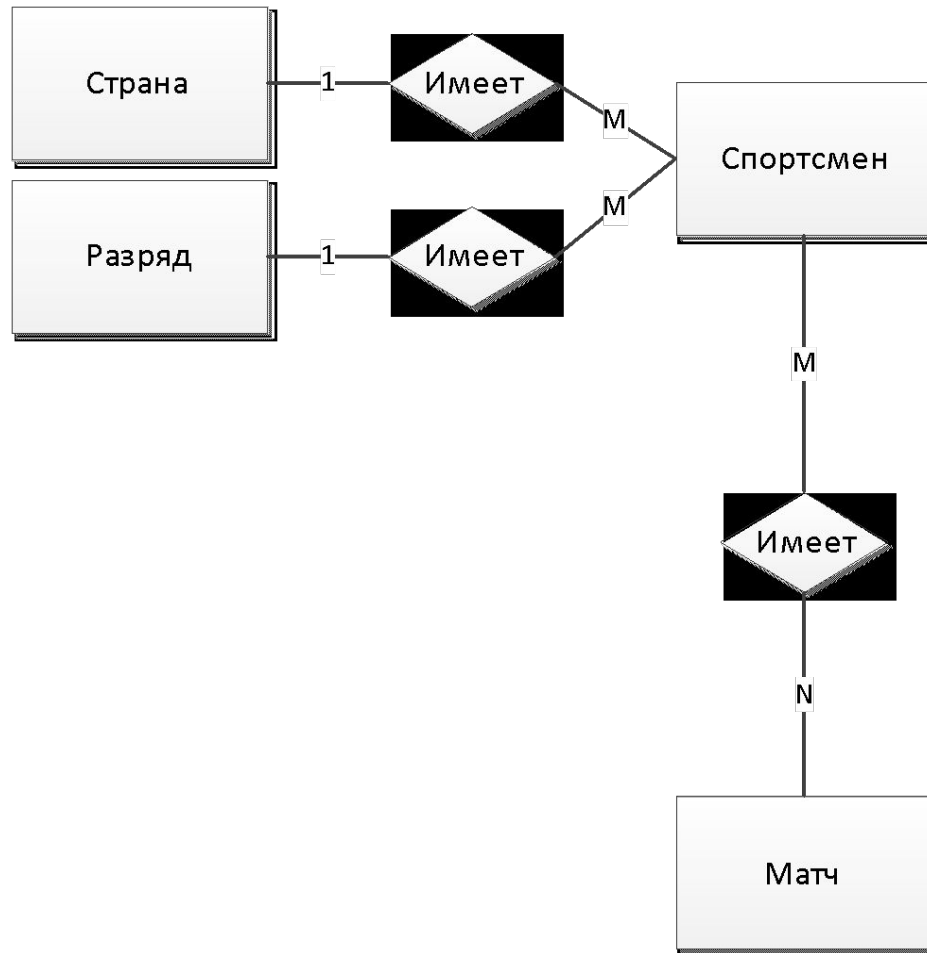 Страна
1
Имеет
M
Спортсмен
Разряд
1
Имеет
M
M
Имеет
N
Матч